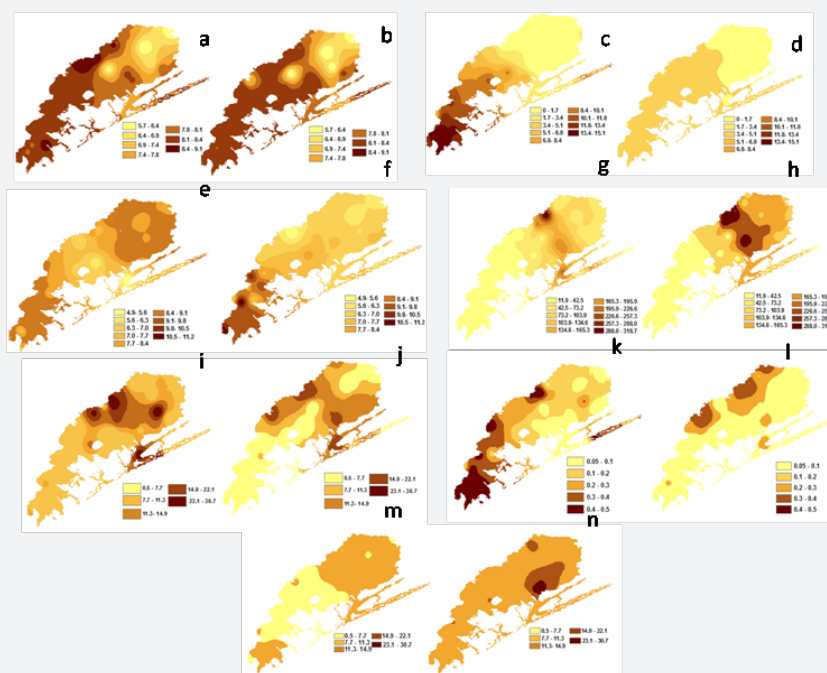 a
b
5.7 - 6.4
6.4 - 6.9
6.9 - 7.4
7.4 - 7.8
7.8 - 8.1
8.1 - 8.4
8.4 - 9.1
5.7 - 6.4
6.4 - 6.9
6.9 - 7.4
7.4 - 7.8
7.8 - 8.1
8.1 - 8.4
8.4 - 9.1
c
d
0 - 1.7
1.7 - 3.4
3.4 - 5.1
5.1 - 6.8
6.8- 8.4
8.4 - 10.1
10.1 - 11.8
11.8- 13.4
13.4- 15.1
0 - 1.7
1.7 - 3.4
3.4 - 5.1
5.1 - 6.8
6.8- 8.4
8.4 - 10.1
10.1 - 11.8
11.8- 13.4
13.4- 15.1
e
f
4.9- 5.6
5.6 - 6.3
6.3 - 7.0
7.0 - 7.7
7.7 - 8.4
8.4 - 9.1
9.1- 9.8
9.8- 10.5
10.5 - 11.2
4.9- 5.6
5.6 - 6.3
6.3 - 7.0
7.0 - 7.7
7.7 - 8.4
8.4 - 9.1
9.1- 9.8
9.8- 10.5
10.5 - 11.2
g
h
11.9 - 42.5
42.5 - 73.2
73.2 - 103.9
103.9 - 134.6
134.6 - 165.3
165.3 - 195.9
195.9 - 226.6
226.6 - 257.3
257.3 - 288.0
288.0 - 318.7
11.9 - 42.5
42.5 - 73.2
73.2 - 103.9
103.9 - 134.6
134.6 - 165.3
i
j
0.5 - 7.7
7.7 - 11.3
11.3 - 14.9
14.9 - 22.1
23.1 - 30.7
0.5 - 7.7
7.7 - 11.3
11.3 - 14.9
14.9 - 22.1
23.1 - 30.7
k
l
0.05 - 0.1
0.1 - 0.2
0.2 - 0.3
0.3 - 0.4
0.4 - 0.5
0.05 - 0.1
0.1 - 0.2
0.2 - 0.3
0.3 - 0.4
0.4 - 0.5
m
n
0.5 - 7.7
7.7 - 11.3
11.3 - 14.9
14.9 - 22.1
23.1 - 30.7
0.5 - 7.7
7.7 - 11.3
11.3 - 14.9
14.9 - 22.1
23.1 - 30.7